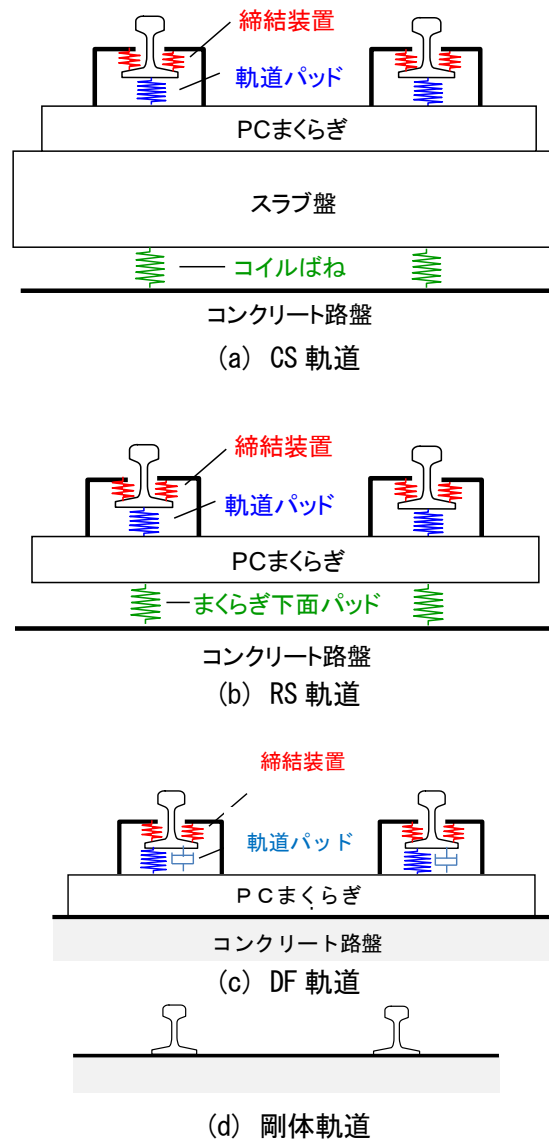 締結装置
軌道パッド
PCまくらぎ
スラブ盤
コイルばね
コンクリート路盤
(a) CS 軌道
締結装置
軌道パッド
PCまくらぎ
まくらぎ下面パッド
コンクリート路盤
(b) RS 軌道
締結装置
軌道パッド
ＰＣまくらぎ
コンクリート路盤
(c) DF 軌道
(d) 剛体軌道